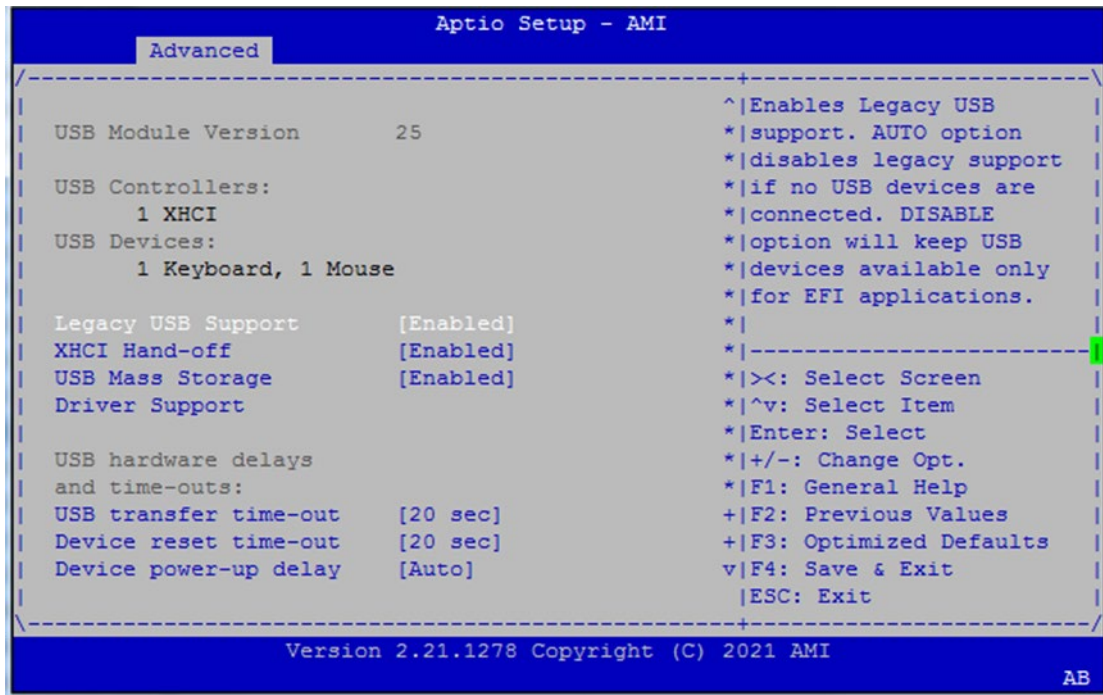 Aptio Setup - AMI
Advanced
/----------------------------------------------------+-------------------------\
| ^|Enables Legacy USB |
| USB Module Version 25 *|support. AUTO option |
| *|disables legacy support |
| USB Controllers: *|if no USB devices are |
| 1 XHCI *|connected. DISABLE |
| USB Devices: *|option will keep USB |
| 1 Keyboard, 1 Mouse *|devices available only |
| *|for EFI applications. |
| Legacy USB Support [Enabled] *| |
| XHCI Hand-off [Enabled] *|-------------------------|
| USB Mass Storage [Enabled] *|><: Select Screen |
| Driver Support *|^v: Select Item |
| *|Enter: Select |
| USB hardware delays *|+/-: Change Opt. |
| and time-outs: *|F1: General Help |
| USB transfer time-out [20 sec] +|F2: Previous Values |
| Device reset time-out [20 sec] +|F3: Optimized Defaults |
| Device power-up delay [Auto] v|F4: Save & Exit |
| |ESC: Exit |
\----------------------------------------------------+-------------------------/
Version 2.21.1278 Copyright (C) 2021 AMI
AB